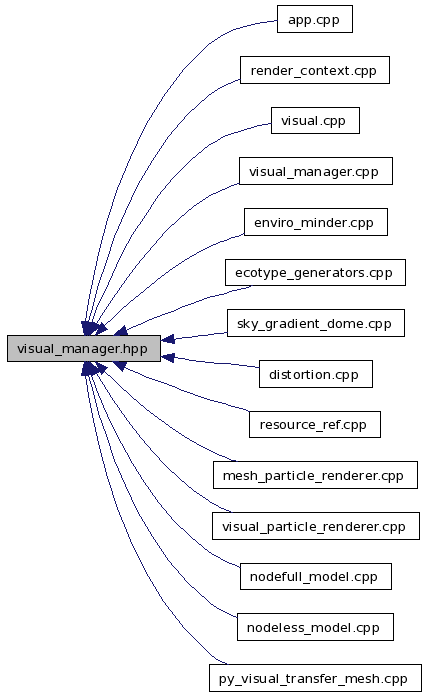 app.cpp
render_context.cpp
visual.cpp
visual_manager.cpp
enviro_minder.cpp
ecotype_generators.cpp
sky_gradient_dome.cpp
visual_manager.hpp
distortion.cpp
resource_ref.cpp
mesh_particle_renderer.cpp
visual_particle_renderer.cpp
nodefull_model.cpp
nodeless_model.cpp
py_visual_transfer_mesh.cpp